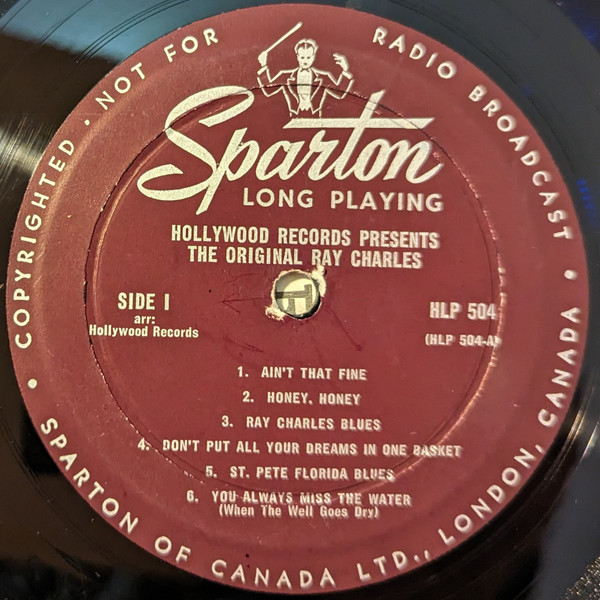 COPYRIGHTED • NOT FOR RADIO BROADCAST •
Sparton
LONG PLAYING
HOLLYWOOD RECORDS PRESENTS
THE ORIGINAL RAY CHARLES
SIDE I
arr:
Hollywood Records
HLP 504
(HLP 504-A)
1. AIN'T THAT FINE
2. HONEY, HONEY
3. RAY CHARLES BLUES
4. DON'T PUT ALL YOUR DREAMS IN ONE BASKET
5. ST. PETE FLORIDA BLUES
6. YOU ALWAYS MISS THE WATER
(When The Well Goes Dry)
• SPARTON OF CANADA LTD., LONDON, CANADA